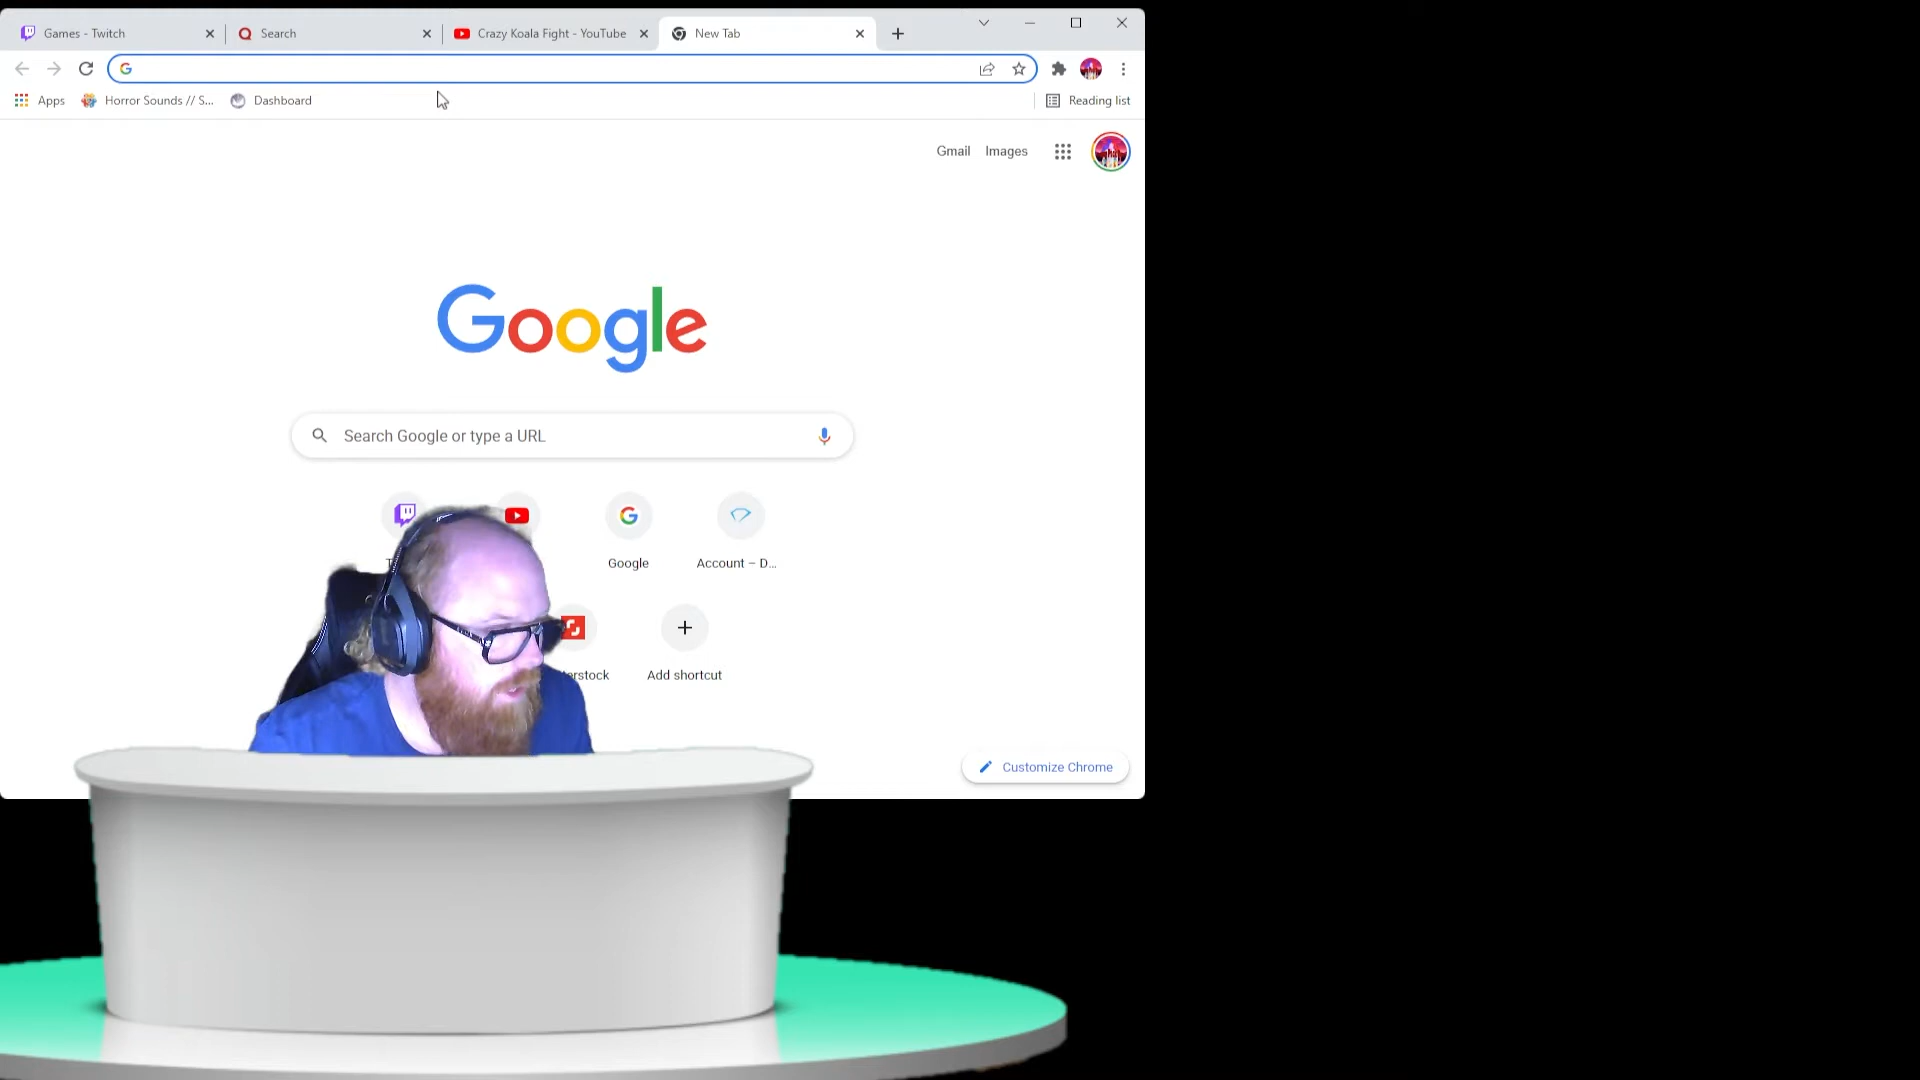 Games - Twitch
Search
Crazy Koala Fight - YouTube
New Tab
Apps
Horror Sounds // S...
Dashboard
Reading list
Gmail
Images
Google
Search Google or type a URL
Google
Account – D...
erstock
Add shortcut
Customize Chrome